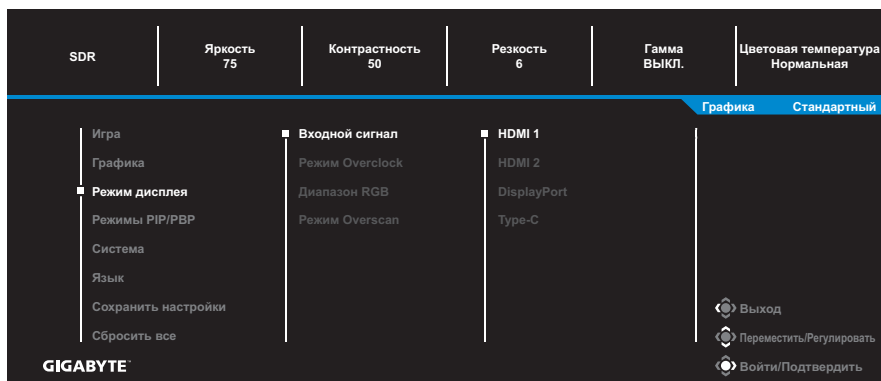 SDR
Яркость
75
Контрастность
50
Резкость
6
Гамма
ВЫКЛ.
Цветовая температура
Нормальная
Графика Стандартный
Игра
Графика
Режим дисплея
Режимы PIP/PBP
Система
Язык
Сохранить настройки
Сбросить все
Входной сигнал
Режим Overclock
Диапазон RGB
Режим Overscan
HDMI 1
HDMI 2
DisplayPort
Type-C
Выход
Переместить/Регулировать
Войти/Подтвердить
GIGABYTE™